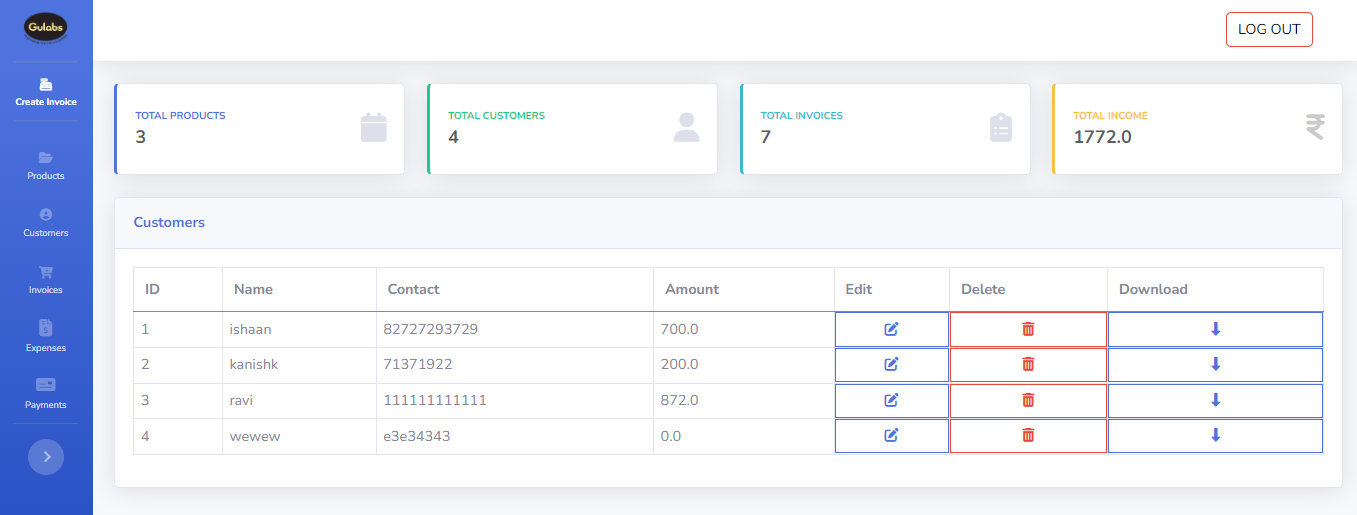 Gulabs
LOG OUT
Create Invoice
Products
Customers
Invoices
Expenses
Payments
TOTAL PRODUCTS
3
TOTAL CUSTOMERS
4
TOTAL INVOICES
7
TOTAL INCOME
1772.0
₹
Customers
ID Name Contact Amount Edit Delete Download
1 ishaan 82727293729 700.0
2 kanishk 71371922 200.0
3 ravi 111111111111 872.0
4 wewew e3e34343 0.0